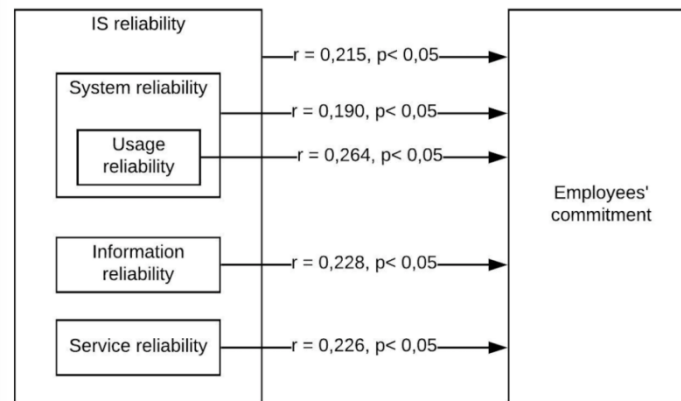 IS reliability
r = 0,215, p< 0,05
System reliability
r = 0,190, p< 0,05
Usage
reliability
r = 0,264, p< 0,05
Employees'
commitment
Information
reliability
r = 0,228, p< 0,05
Service reliability
r = 0,226, p< 0,05